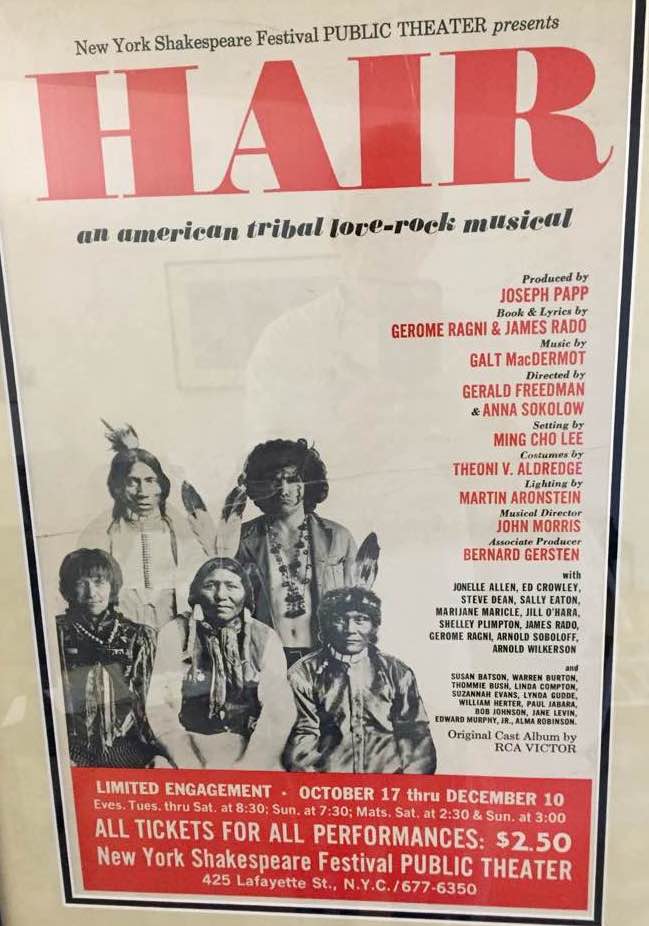 New York Shakespeare Festival PUBLIC THEATER presents
HAIR
an american tribal love-rock musical
Produced by
JOSEPH PAPP
Book & Lyrics by
GEROME RAGNI & JAMES RADO
Music by
GALT MacDERMOT
Directed by
GERALD FREEDMAN
& ANNA SOKOLOW
Setting by
MING CHO LEE
Costumes by
THEONI V. ALDREDGE
Lighting by
MARTIN ARONSTEIN
Musical Director
JOHN MORRIS
Associate Producer
BERNARD GERSTEN
with
JONELLE ALLEN, ED CROWLEY,
STEVE DEAN, SALLY EATON,
MARIJANE MARICLE, JILL O'HARA,
SHELLEY PLIMPTON, JAMES RADO,
GEROME RAGNI, ARNOLD SOBOLOFF,
ARNOLD WILKERSON
and
SUSAN BATSON, WARREN BURTON,
THOMMIE BUSH, LINDA COMPTON,
SUZANNAH EVANS, LYNDA GUDDE,
WILLIAM HERTER, PAUL JABARA,
BOB JOHNSON, JANE LEVIN,
EDWARD MURPHY, JR., ALMA ROBINSON.
Original Cast Album by
RCA VICTOR
LIMITED ENGAGEMENT - OCTOBER 17 thru DECEMBER 10
Eves. Tues. thru Sat. at 8:30; Sun. at 7:30; Mats. Sat. at 2:30 & Sun. at 3:00
ALL TICKETS FOR ALL PERFORMANCES: $2.50
New York Shakespeare Festival PUBLIC THEATER
425 Lafayette St., N.Y.C./677-6350